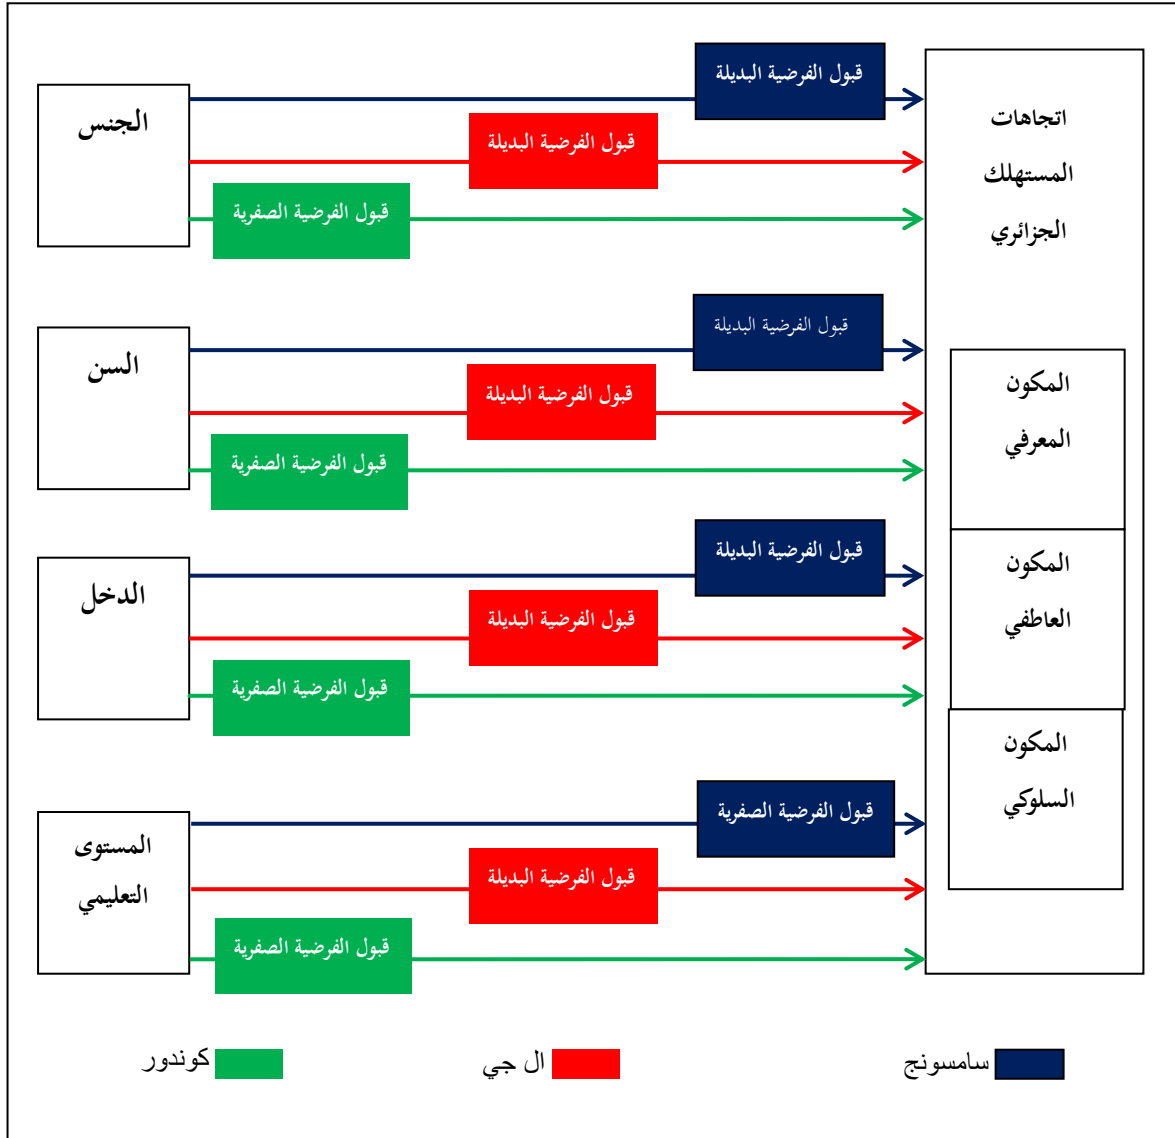 اتجاهات
المستهلك
الجزائري
المكون
المعرفي
المكون
العاطفي
المكون
السلوكي
الجنس
قبول الفرضية البديلة
قبول الفرضية البديلة
قبول الفرضية الصفرية
السن
قبول الفرضية البديلة
قبول الفرضية البديلة
قبول الفرضية الصفرية
الدخل
قبول الفرضية البديلة
قبول الفرضية البديلة
قبول الفرضية الصفرية
المستوى
التعليمي
قبول الفرضية الصفرية
قبول الفرضية البديلة
قبول الفرضية الصفرية
سامسونج
ال جي
كوندور